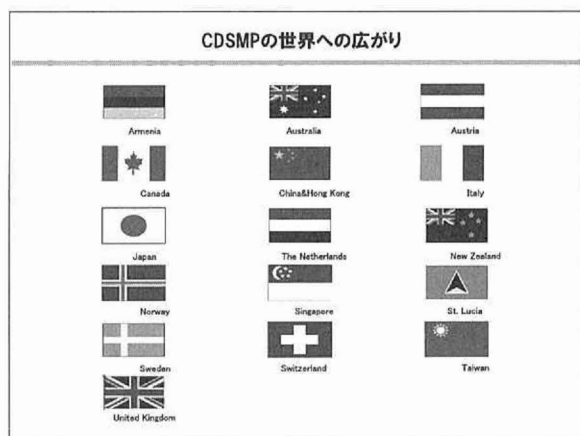 CDSMPの世界への広がり
Armenia
Australia
Austria
Canada
China&Hong Kong
Italy
Japan
The Netherlands
New Zealand
Norway
Singapore
St. Lucia
Sweden
Switzerland
Taiwan
United Kingdom